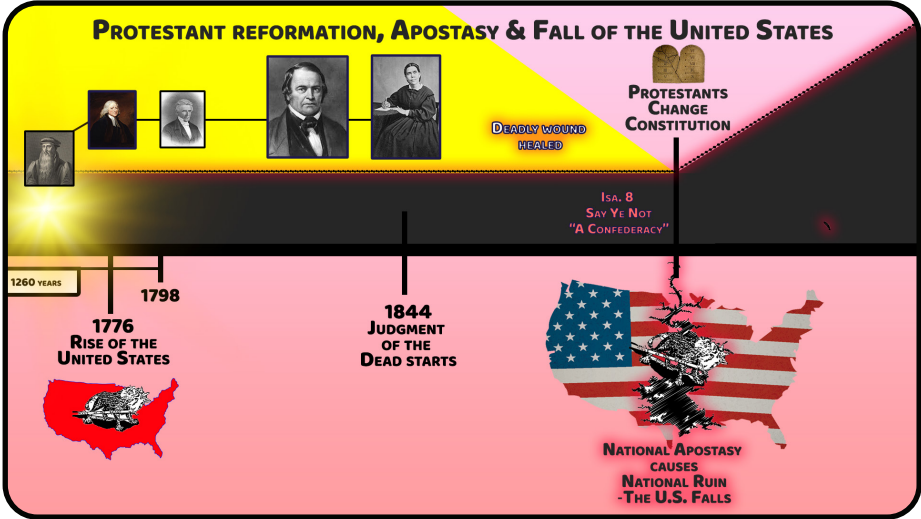 Protestant reformation, Apostasy & Fall of the United States
Protestants
Change
Constitution
Deadly wound
healed
Isa. 8
Say Ye Not
"A Confederacy"
1260 years
1798
1776
Rise of the
United States
1844
Judgment
of the
Dead starts
National Apostasy
causes
National Ruin
-The U.S. Falls